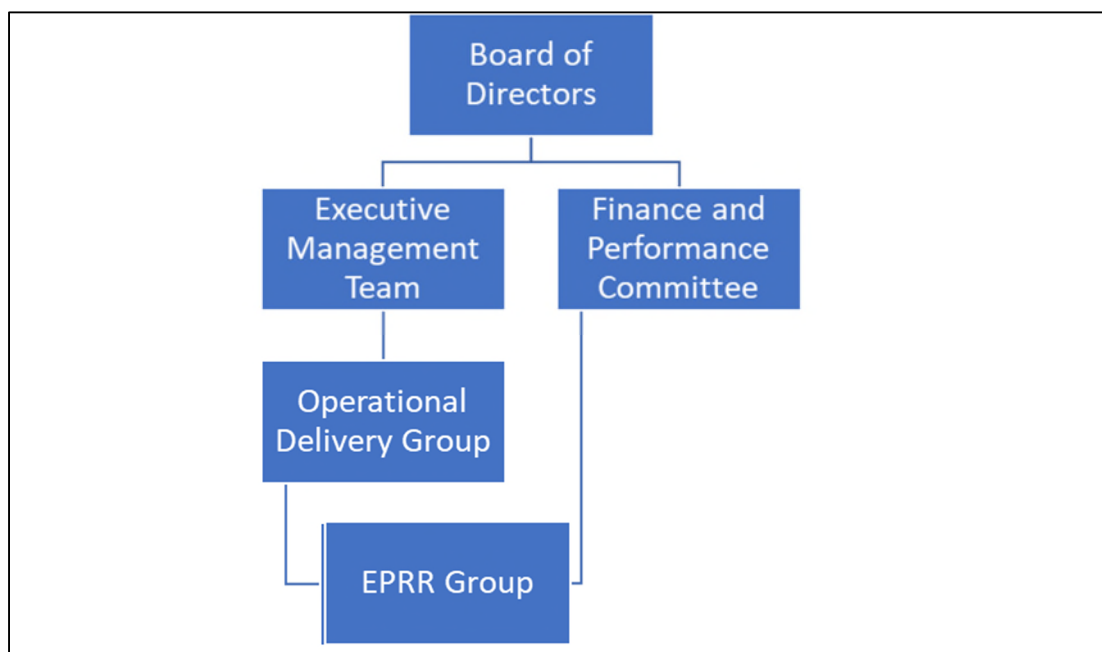 Board of
Directors
Executive
Management
Team
Finance and
Performance
Committee
Operational
Delivery Group
EPRR Group